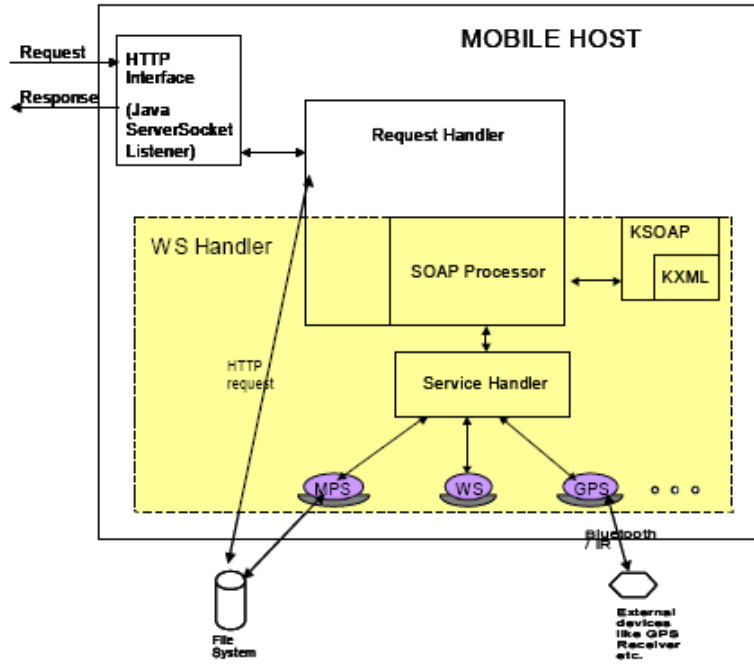 MOBILE HOST
Request
Response
HTTP
Interface
(Java
ServerSocket
Listener)
Request Handler
WS Handler
SOAP Processor
KSOAP
KXML
HTTP
request
Service Handler
MPS
WS
GPS
Bluetooth
/ IR
File
System
External
devices
like GPS
Receiver
etc.